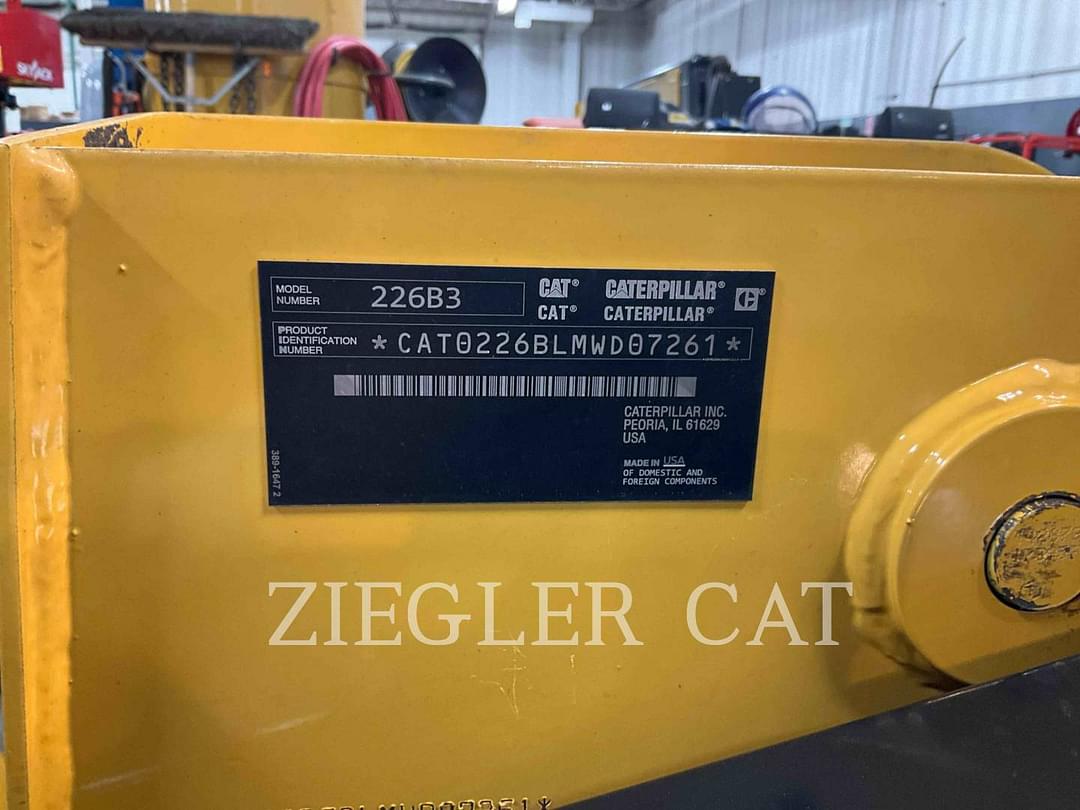 SKYJACK
MODEL NUMBER 226B3
CAT® CATERPILLAR®
CAT® CATERPILLAR®
PRODUCT IDENTIFICATION NUMBER *CAT0226BLMWD07261*
CATERPILLAR INC.
PEORIA, IL 61629
USA
MADE IN USA
OF DOMESTIC AND
FOREIGN COMPONENTS
389-1647 2
ZIEGLER CAT